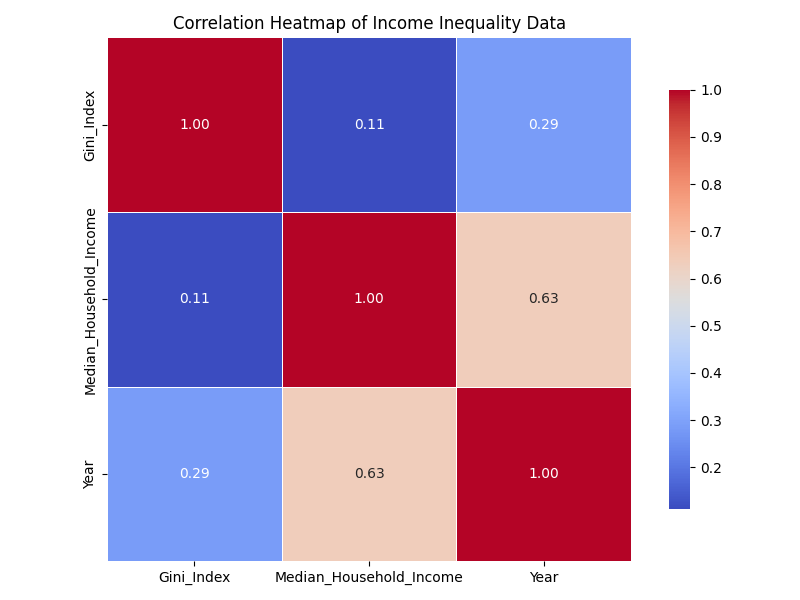 Correlation Heatmap of Income Inequality Data
Gini_Index
1.00
0.11
0.29
Median_Household_Income
0.11
1.00
0.63
Year
0.29
0.63
1.00
Gini_Index
Median_Household_Income
Year
1.0
0.9
0.8
0.7
0.6
0.5
0.4
0.3
0.2